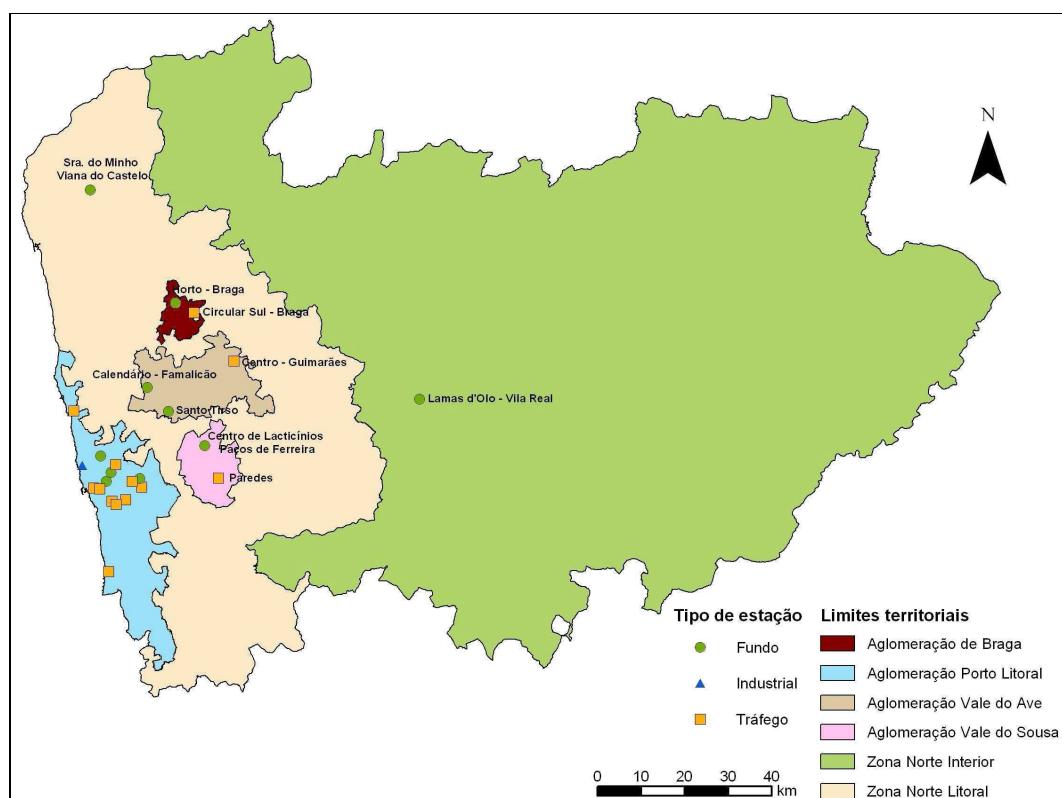 N
Sra. do Minho
Viana do Castelo
Horto - Braga
Circular Sul - Braga
Centro - Guimarães
Calendário - Famalicão
Santo Tirso
Lamas d'Olo - Vila Real
Centro de Lacticínios
Paços de Ferreira
Paredes
Tipo de estação
Fundo
Industrial
Tráfego
Limites territoriais
Aglomeração de Braga
Aglomeração Porto Litoral
Aglomeração Vale do Ave
Aglomeração Vale do Sousa
Zona Norte Interior
Zona Norte Litoral
0 10 20 30 40
km